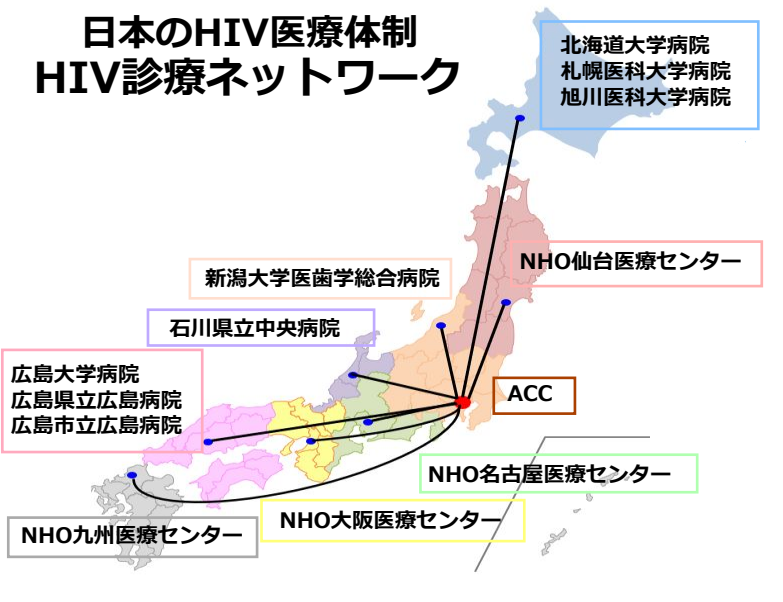 日本のHIV医療体制
HIV診療ネットワーク
北海道大学病院
札幌医科大学病院
旭川医科大学病院
NHO仙台医療センター
新潟大学医歯学総合病院
石川県立中央病院
広島大学病院
広島県立広島病院
広島市立広島病院
ACC
NHO名古屋医療センター
NHO大阪医療センター
NHO九州医療センター